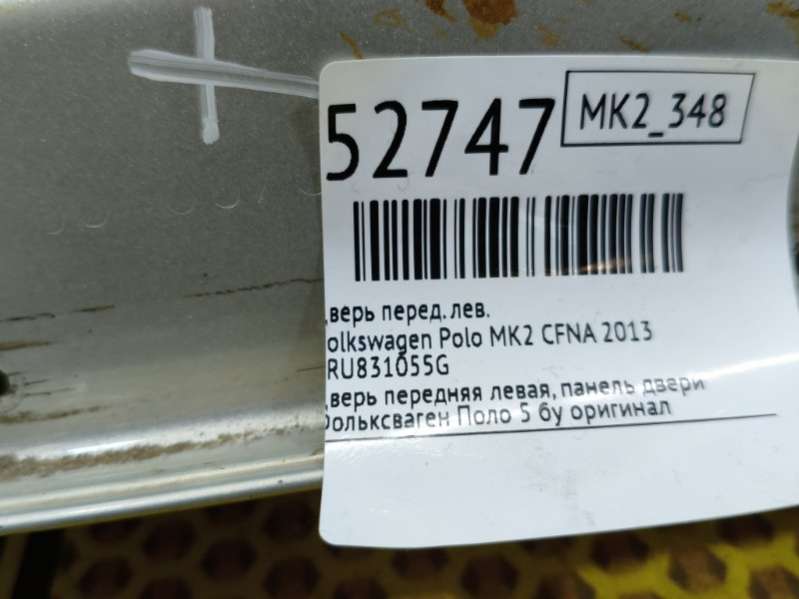 52747 MK2_348
верь перед. лев.
olkswagen Polo MK2 CFNA 2013
RU831055G
верь передняя левая, панель двери
Фольксваген Поло 5 бу оригинал